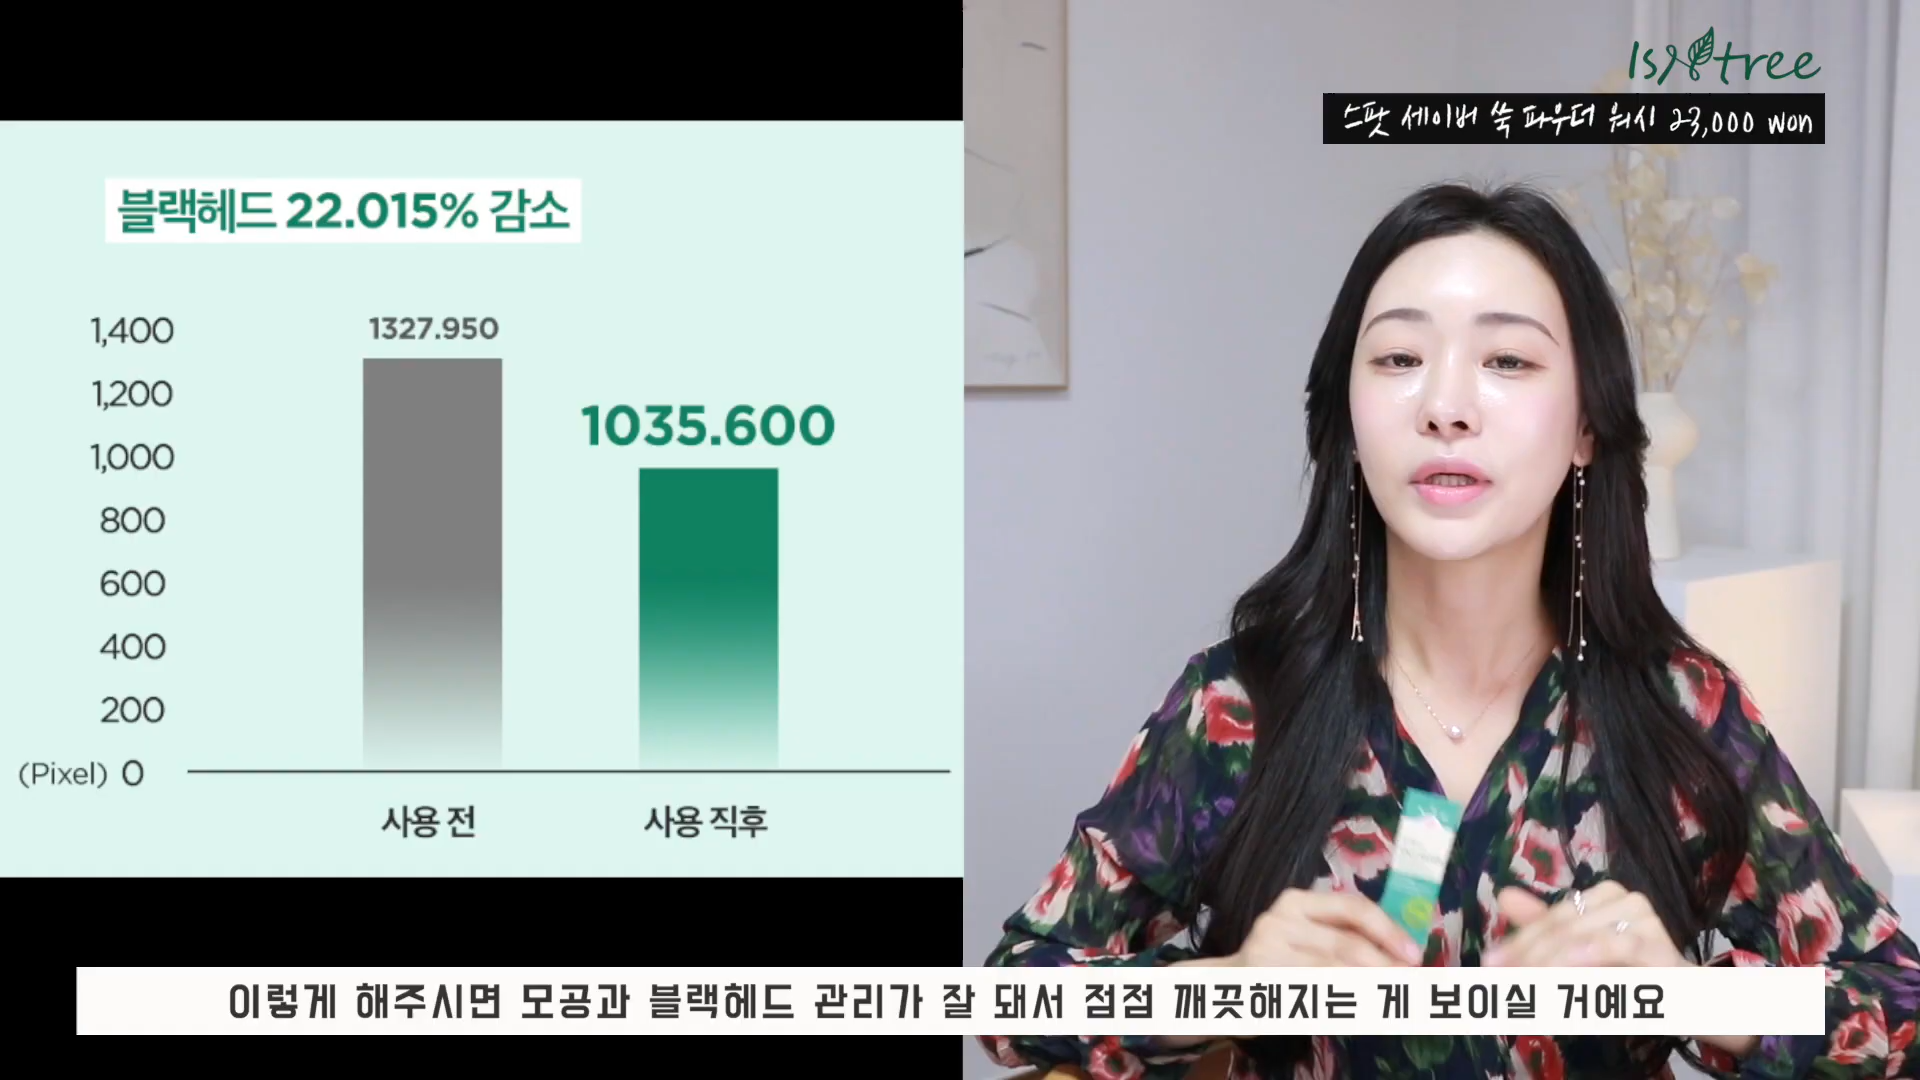 Isntree
스팟 세이버 쑥 파우더 워시 23,000 won
블랙헤드 22.015% 감소
1,400
1,200
1,000
800
600
400
200
(Pixel) 0
1327.950
1035.600
사용 전
사용 직후
이렇게 해주시면 모공과 블랙헤드 관리가 잘 돼서 점점 깨끗해지는 게 보이실 거예요